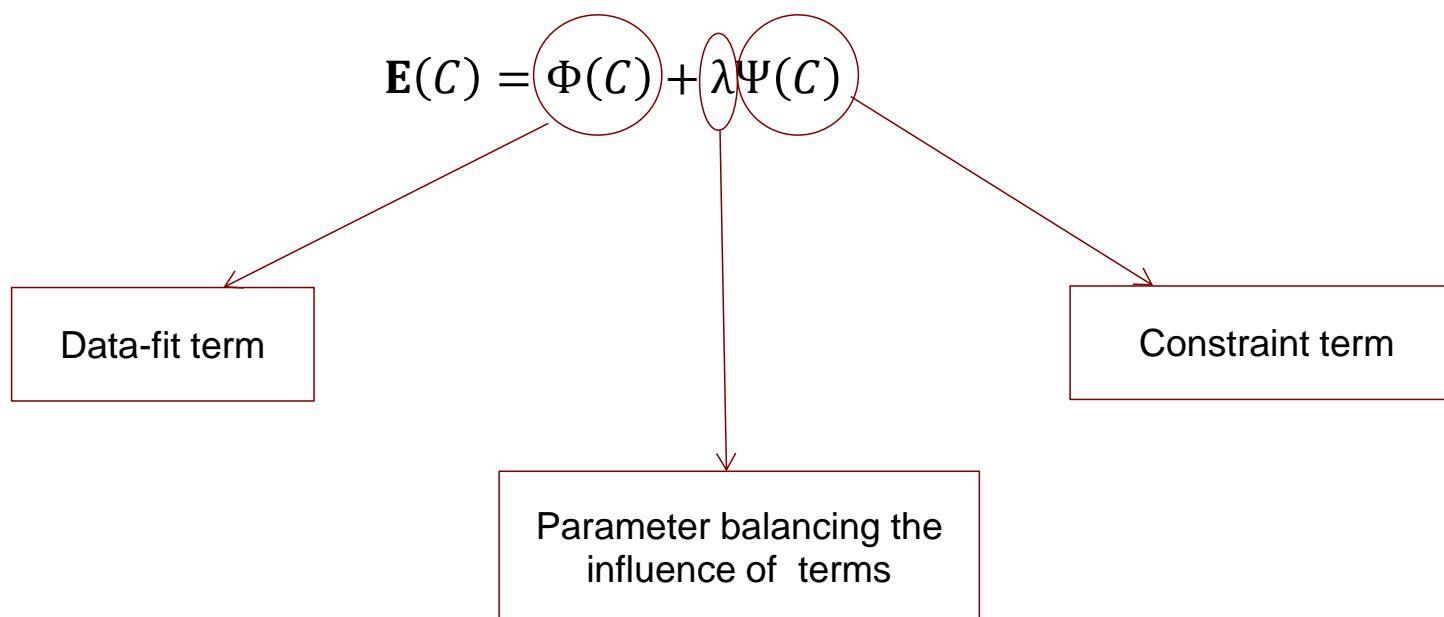 𝐄(𝐶) = Φ(𝐶) + λΨ(𝐶)
Data-fit term
Constraint term
Parameter balancing the
influence of terms